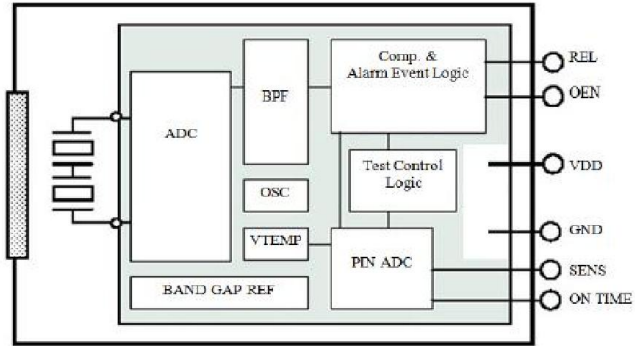 Comp. &
Alarm Event Logic
REL
BPF
OEN
ADC
Test Control
Logic
VDD
OSC
GND
VTEMP
PIN ADC
SENS
BAND GAP REF
ON TIME